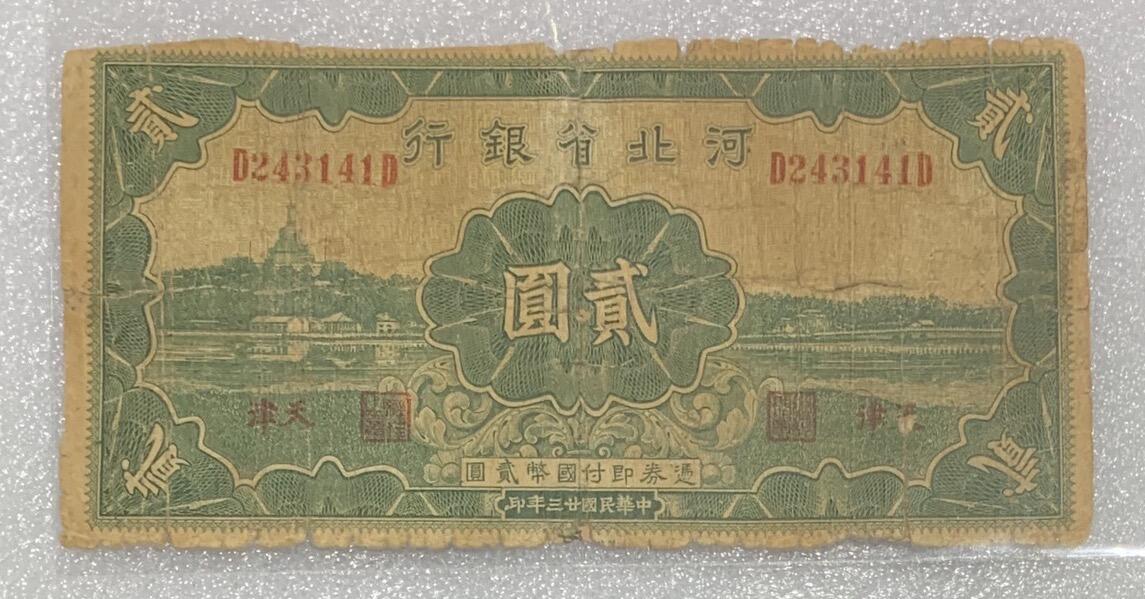 貳 貳
河北省銀行
D243141D D243141D
貳圓
天津 天津
憑券即付國幣貳圓
中華民國廿三年印
貳 貳